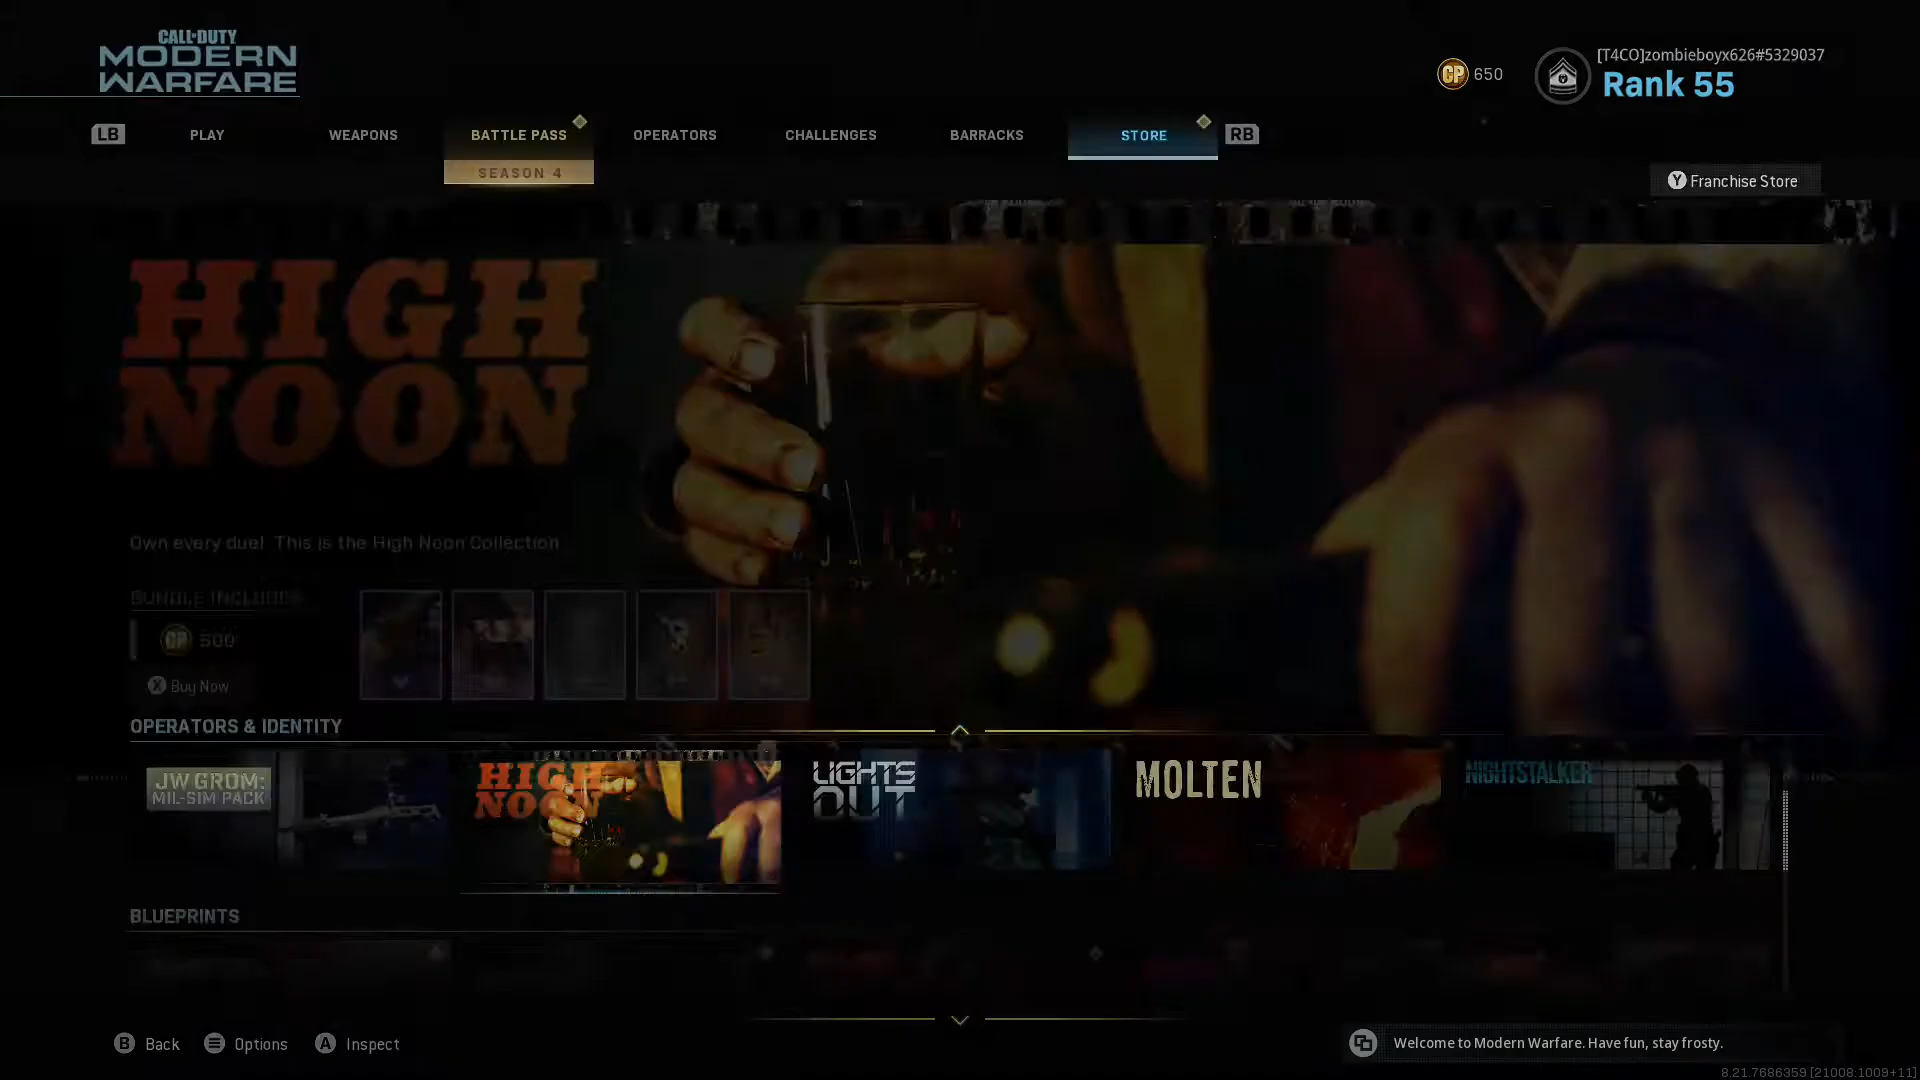 CALL OF DUTY
MODERN
WARFARE
CP 650
[T4CO]zombieboyx626#5329037
Rank 55
LB
PLAY
WEAPONS
BATTLE PASS
SEASON 4
OPERATORS
CHALLENGES
BARRACKS
STORE
RB
Y Franchise Store
HIGH
NOON
Own every duel. This is the High Noon Collection
BUNDLE INCLUDES
CP 500
X Buy Now
OPERATORS & IDENTITY
JW GROM:
MIL-SIM PACK
HIGH
NOON
LIGHTS
OUT
MOLTEN
NIGHTSTALKER
BLUEPRINTS
B Back
Options
A Inspect
Welcome to Modern Warfare. Have fun, stay frosty.
8.21.7686359 [21008:1009+11]